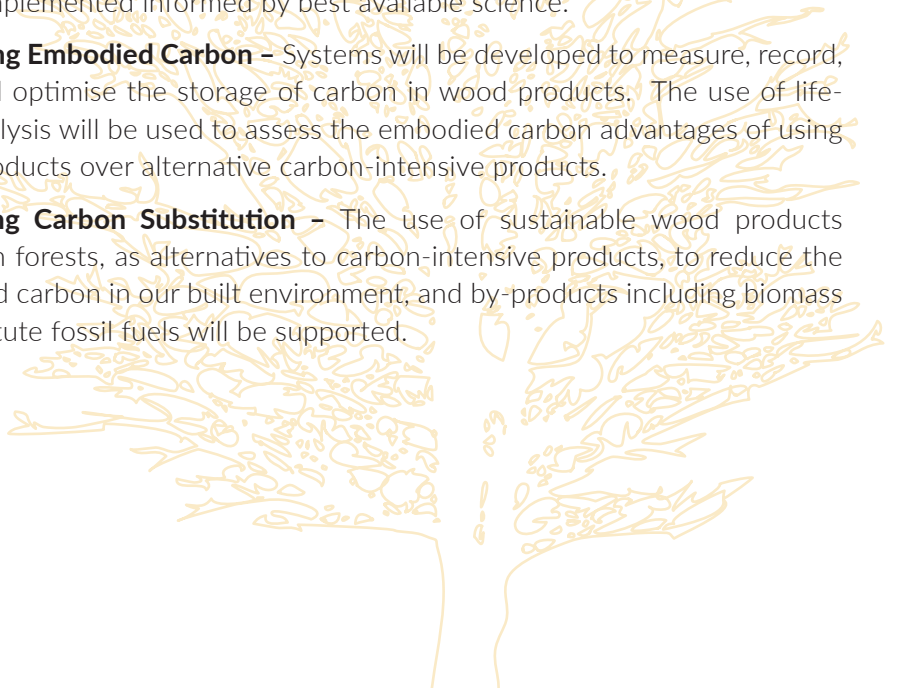 plemented informed by best available science.
ng Embodied Carbon – Systems will be developed to measure, record,
optimise the storage of carbon in wood products. The use of life-
lysis will be used to assess the embodied carbon advantages of using
oducts over alternative carbon-intensive products.
ng Carbon Substitution – The use of sustainable wood products
forests, as alternatives to carbon-intensive products, to reduce the
d carbon in our built environment, and by-products including biomass
tute fossil fuels will be supported.